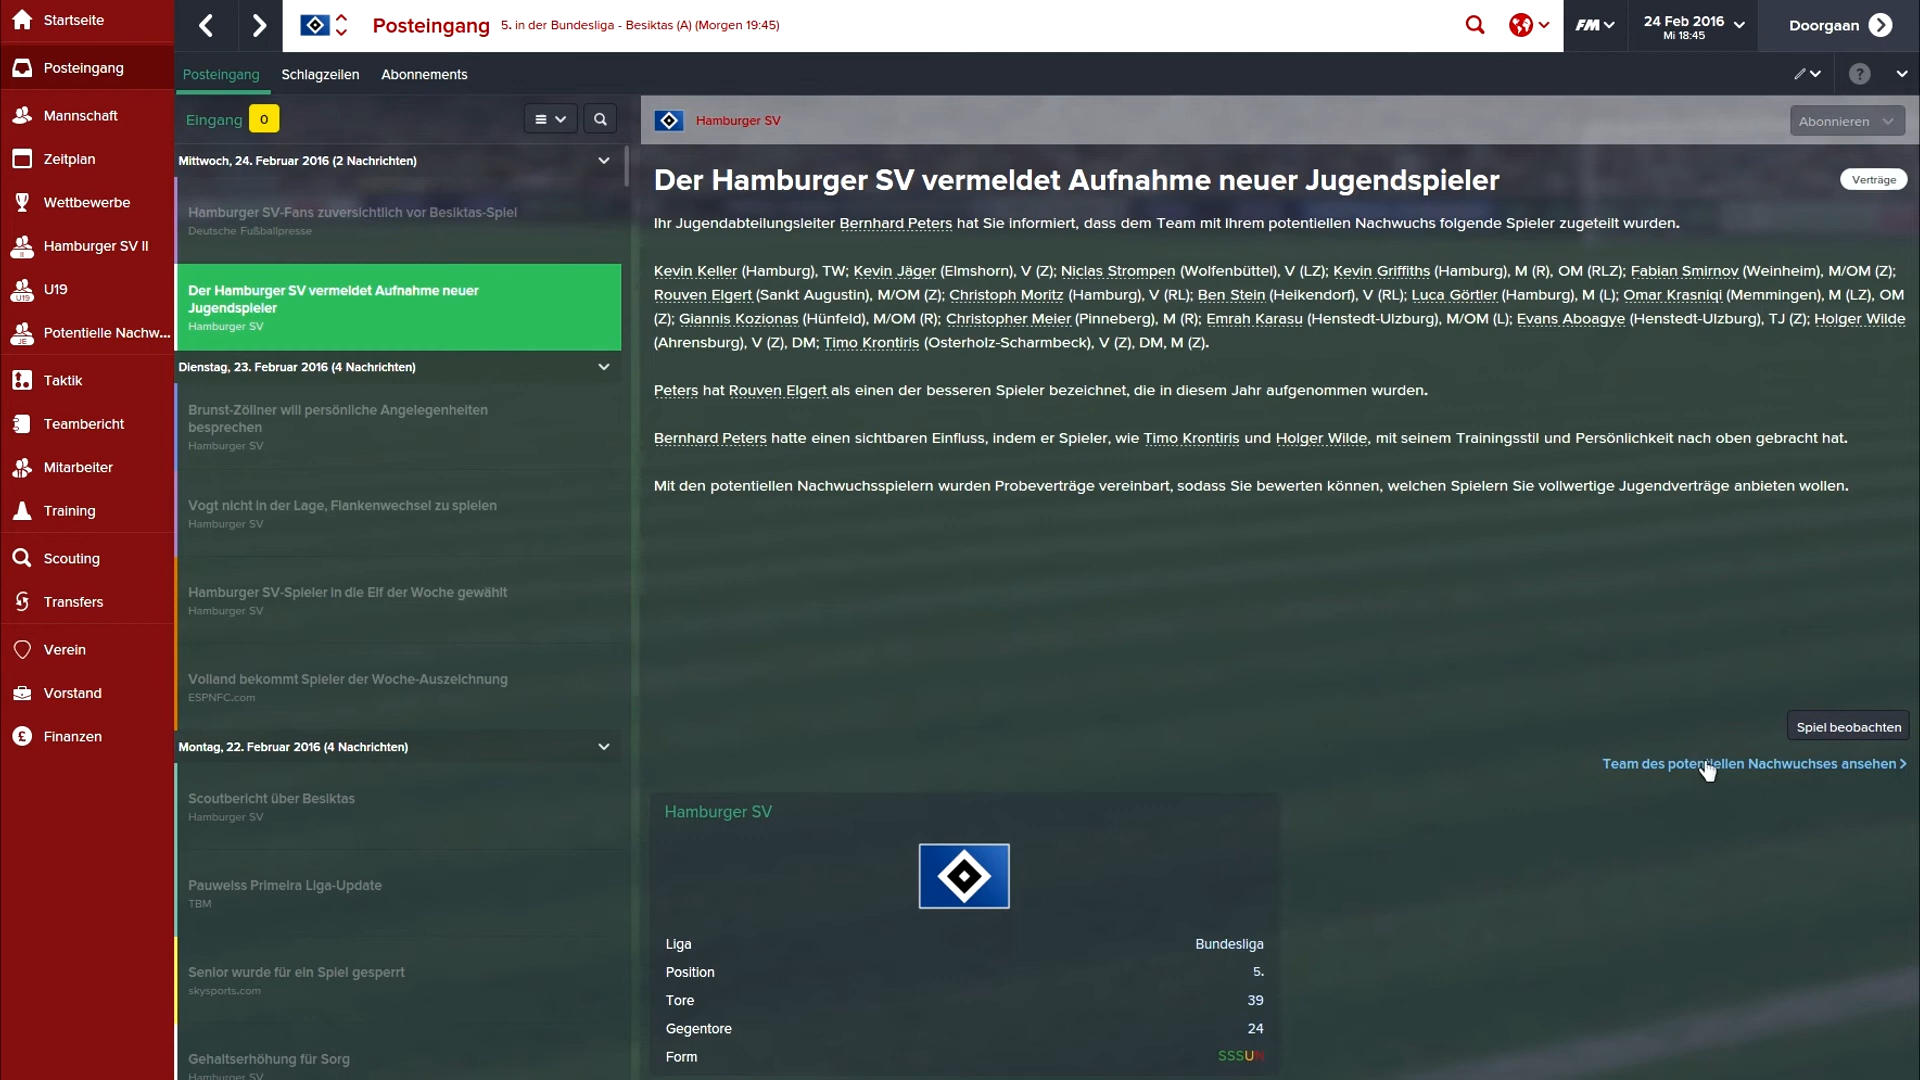 Startseite
Posteingang
Mannschaft
Zeitplan
Wettbewerbe
Hamburger SV II
U19
U19
Potentielle Nachw...
JE
Taktik
Teambericht
Mitarbeiter
Training
Scouting
Transfers
Verein
Vorstand
Finanzen
Posteingang 5. in der Bundesliga - Besiktas (A) (Morgen 19:45)
FM
24 Feb 2016
Mi 18:45
Doorgaan
Posteingang Schlagzeilen Abonnements
?
Eingang 0
Mittwoch, 24. Februar 2016 (2 Nachrichten)
Hamburger SV-Fans zuversichtlich vor Besiktas-Spiel
Deutsche Fußballpresse
Der Hamburger SV vermeldet Aufnahme neuer
Jugendspieler
Hamburger SV
Dienstag, 23. Februar 2016 (4 Nachrichten)
Brunst-Zöllner will persönliche Angelegenheiten
besprechen
Hamburger SV
Vogt nicht in der Lage, Flankenwechsel zu spielen
Hamburger SV
Hamburger SV-Spieler in die Elf der Woche gewählt
Hamburger SV
Volland bekommt Spieler der Woche-Auszeichnung
ESPNFC.com
Montag, 22. Februar 2016 (4 Nachrichten)
Scoutbericht über Besiktas
Hamburger SV
Pauweiss Primeira Liga-Update
TBM
Senior wurde für ein Spiel gesperrt
skysports.com
Gehaltserhöhung für Sorg
Hamburger SV
Hamburger SV
Abonnieren
Der Hamburger SV vermeldet Aufnahme neuer Jugendspieler
Verträge
Ihr Jugendabteilungsleiter Bernhard Peters hat Sie informiert, dass dem Team mit Ihrem potentiellen Nachwuchs folgende Spieler zugeteilt wurden.
Kevin Keller (Hamburg), TW; Kevin Jäger (Elmshorn), V (Z); Niclas Strompen (Wolfenbüttel), V (LZ); Kevin Griffiths (Hamburg), M (R), OM (RLZ); Fabian Smirnov (Weinheim), M/OM (Z);
Rouven Elgert (Sankt Augustin), M/OM (Z); Christoph Moritz (Hamburg), V (RL); Ben Stein (Heikendorf), V (RL); Luca Görtler (Hamburg), M (L); Omar Krasniqi (Memmingen), M (LZ), OM
(Z); Giannis Kozionas (Hünfeld), M/OM (R); Christopher Meier (Pinneberg), M (R); Emrah Karasu (Henstedt-Ulzburg), M/OM (L); Evans Aboagye (Henstedt-Ulzburg), TJ (Z); Holger Wilde
(Ahrensburg), V (Z), DM; Timo Krontiris (Osterholz-Scharmbeck), V (Z), DM, M (Z).
Peters hat Rouven Elgert als einen der besseren Spieler bezeichnet, die in diesem Jahr aufgenommen wurden.
Bernhard Peters hatte einen sichtbaren Einfluss, indem er Spieler, wie Timo Krontiris und Holger Wilde, mit seinem Trainingsstil und Persönlichkeit nach oben gebracht hat.
Mit den potentiellen Nachwuchsspielern wurden Probeverträge vereinbart, sodass Sie bewerten können, welchen Spielern Sie vollwertige Jugendverträge anbieten wollen.
Spiel beobachten
Team des potentiellen Nachwuchses ansehen >
Hamburger SV
Liga Bundesliga
Position 5.
Tore 39
Gegentore 24
Form SSSUN